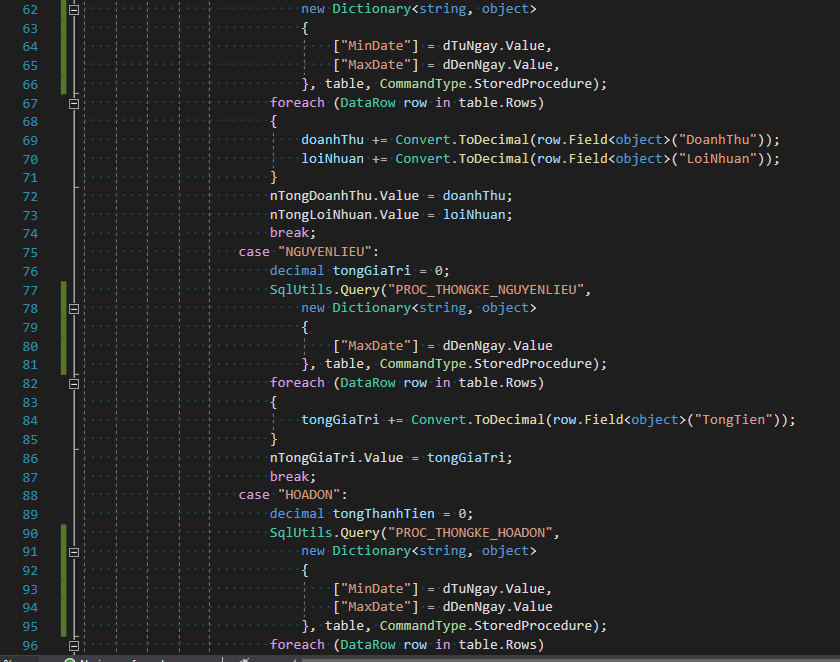 62 new Dictionary<string, object>
63 {
64 ["MinDate"] = dTuNgay.Value,
65 ["MaxDate"] = dDenNgay.Value,
66 }, table, CommandType.StoredProcedure);
67 foreach (DataRow row in table.Rows)
68 {
69 doanhThu += Convert.ToDecimal(row.Field<object>("DoanhThu"));
70 loiNhuan += Convert.ToDecimal(row.Field<object>("LoiNhuan"));
71 }
72 nTongDoanhThu.Value = doanhThu;
73 nTongLoiNhuan.Value = loiNhuan;
74 break;
75 case "NGUYENLIEU":
76 decimal tongGiaTri = 0;
77 SqlUtils.Query("PROC_THONGKE_NGUYENLIEU",
78 new Dictionary<string, object>
79 {
80 ["MaxDate"] = dDenNgay.Value
81 }, table, CommandType.StoredProcedure);
82 foreach (DataRow row in table.Rows)
83 {
84 tongGiaTri += Convert.ToDecimal(row.Field<object>("TongTien"));
85 }
86 nTongGiaTri.Value = tongGiaTri;
87 break;
88 case "HOADON":
89 decimal tongThanhTien = 0;
90 SqlUtils.Query("PROC_THONGKE_HOADON",
91 new Dictionary<string, object>
92 {
93 ["MinDate"] = dTuNgay.Value,
94 ["MaxDate"] = dDenNgay.Value
95 }, table, CommandType.StoredProcedure);
96 foreach (DataRow row in table.Rows)